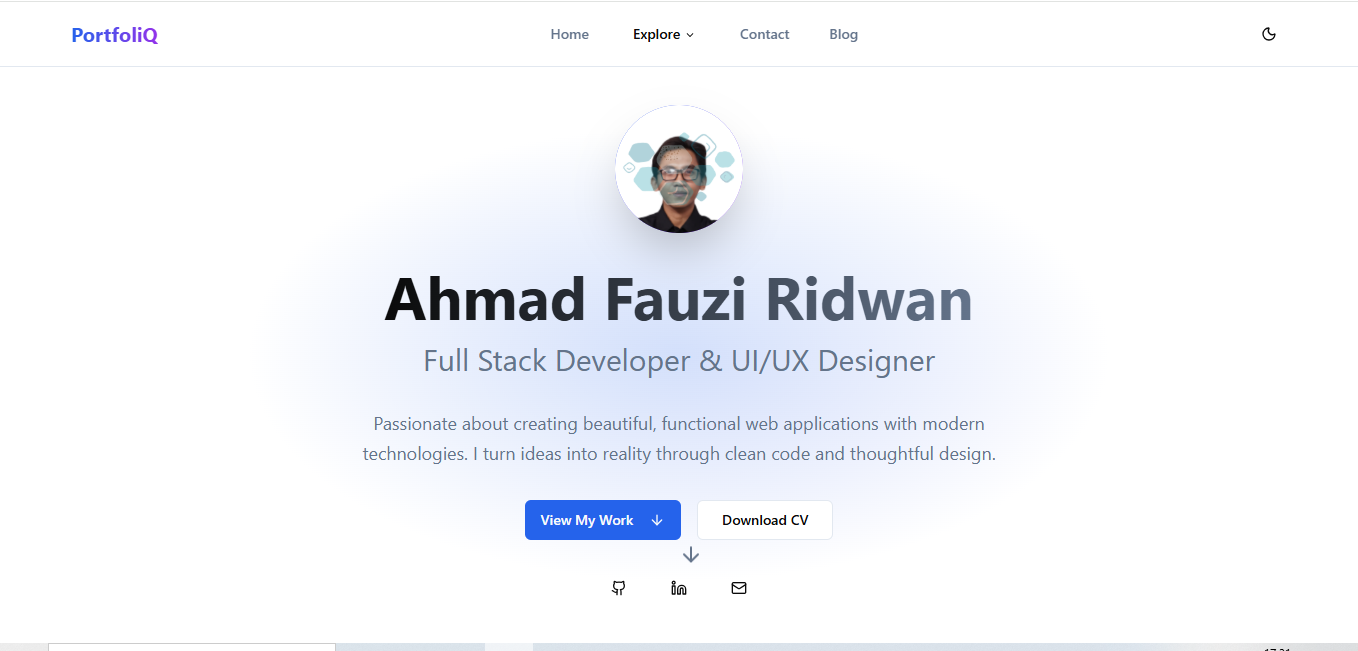 PortfoliQ
Home
Explore
Contact
Blog
Ahmad Fauzi Ridwan
Full Stack Developer & UI/UX Designer
Passionate about creating beautiful, functional web applications with modern
technologies. I turn ideas into reality through clean code and thoughtful design.
View My Work
Download CV